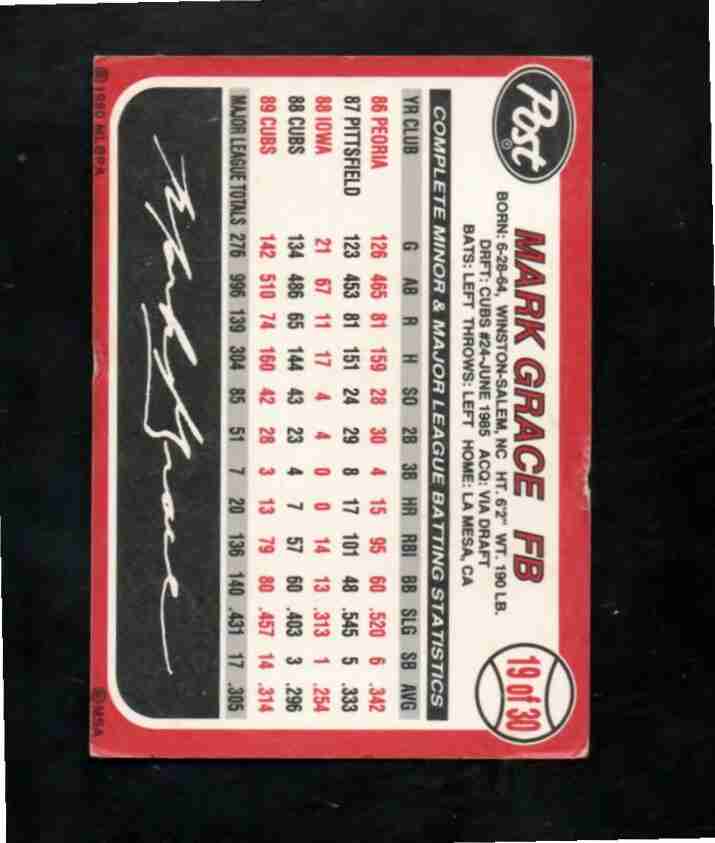 Post®
MARK GRACE FB
19 of 30
BORN: 6-28-64, WINSTON-SALEM, NC HT. 6'2" WT. 190 LB.
DRFT: CUBS #24-JUNE 1985 ACQ: VIA DRAFT
BATS: LEFT THROWS: LEFT HOME: LA MESA, CA
COMPLETE MINOR & MAJOR LEAGUE BATTING STATISTICS
YR CLUB G AB R H SO 2B 3B HR RBI BB SLG SB AVG
86 PEORIA 126 465 81 159 28 30 4 15 95 60 .520 6 .342
87 PITTSFIELD 123 453 81 151 24 29 8 17 101 48 .545 5 .333
88 IOWA 21 67 11 17 4 4 0 0 14 13 .313 1 .254
88 CUBS 134 486 65 144 43 23 4 7 57 60 .403 3 .296
89 CUBS 142 510 74 160 42 28 3 13 79 80 .457 14 .314
MAJOR LEAGUE TOTALS 276 996 139 304 85 51 7 20 136 140 .431 17 .305
Mark Grace
© 1990 MLBPA
© MSA